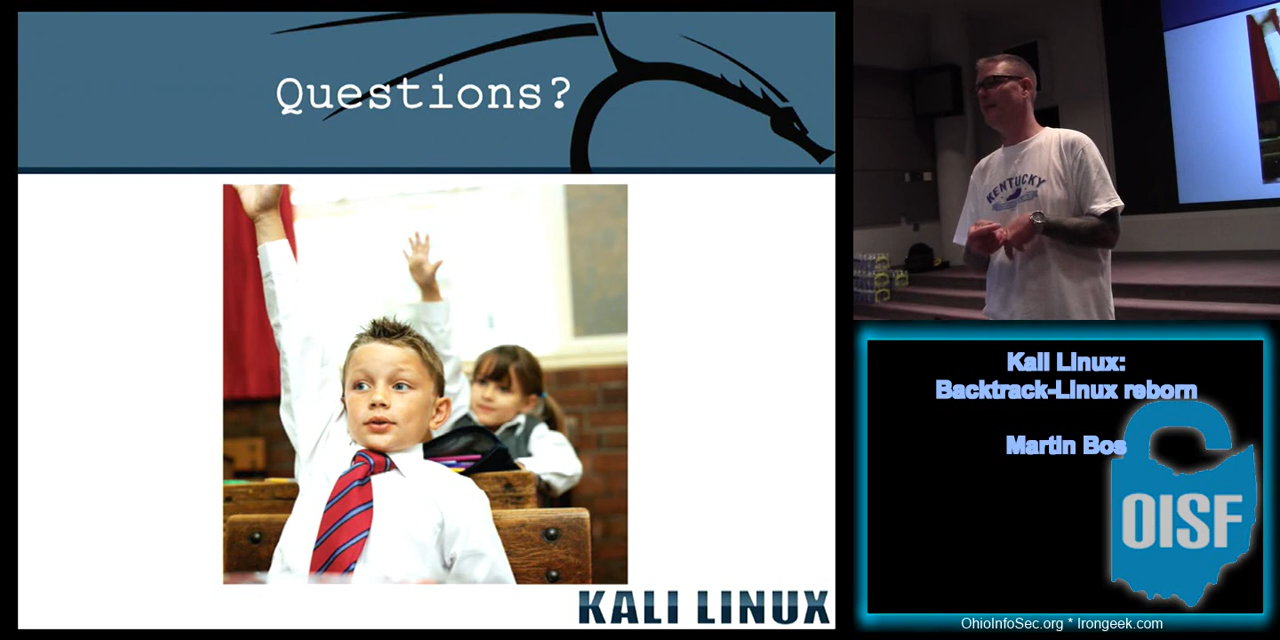 Questions?
KALI LINUX
KENTUCKY
Kali Linux:
Backtrack-Linux reborn
Martin Bos
OISF
OhioInfoSec.org * Irongeek.com